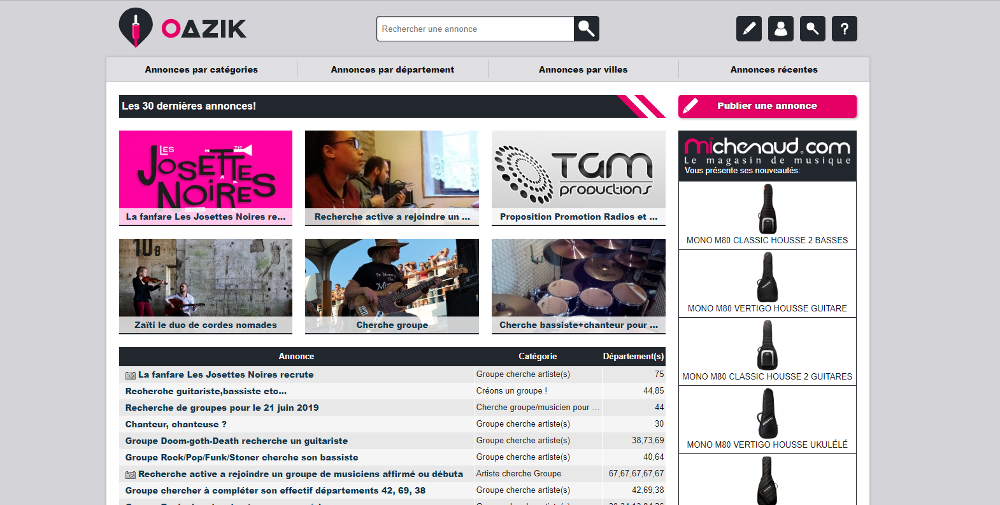 OAZIK
Rechercher une annonce
?
Annonces par catégories
Annonces par département
Annonces par villes
Annonces récentes
Les 30 dernières annonces!
Publier une annonce
LES
JOSETTES
NOIRES
La fanfare Les Josettes Noires re...
Recherche active a rejoindre un ...
TGM
PRODUCTIONS
Proposition Promotion Radios et ...
10B
Zaïti le duo de cordes nomades
In Memory
The
Cherche groupe
Cherche bassiste+chanteur pour ...
michenaud.com
Le magasin de musique
Vous présente ses nouveautés:
MONO M80 CLASSIC HOUSSE 2 BASSES
MONO M80 VERTIGO HOUSSE GUITARE
MONO M80 CLASSIC HOUSSE 2 GUITARES
MONO M80 VERTIGO HOUSSE UKULÉLÉ
Annonce Catégorie Département(s)
La fanfare Les Josettes Noires recrute Groupe cherche artiste(s) 75
Recherche guitariste,bassiste etc... Créons un groupe ! 44,85
Recherche de groupes pour le 21 juin 2019 Cherche groupe/musicien pour ... 44
Chanteur, chanteuse ? Groupe cherche artiste(s) 30
Groupe Doom-goth-Death recherche un guitariste Groupe cherche artiste(s) 38,73,69
Groupe Rock/Pop/Funk/Stoner cherche son bassiste Groupe cherche artiste(s) 40,64
Recherche active a rejoindre un groupe de musiciens affirmé ou débuta Artiste cherche Groupe 67,67,67,67,67
Groupe chercher à compléter son effectif départements 42, 69, 38 Groupe cherche artiste(s) 42,69,38